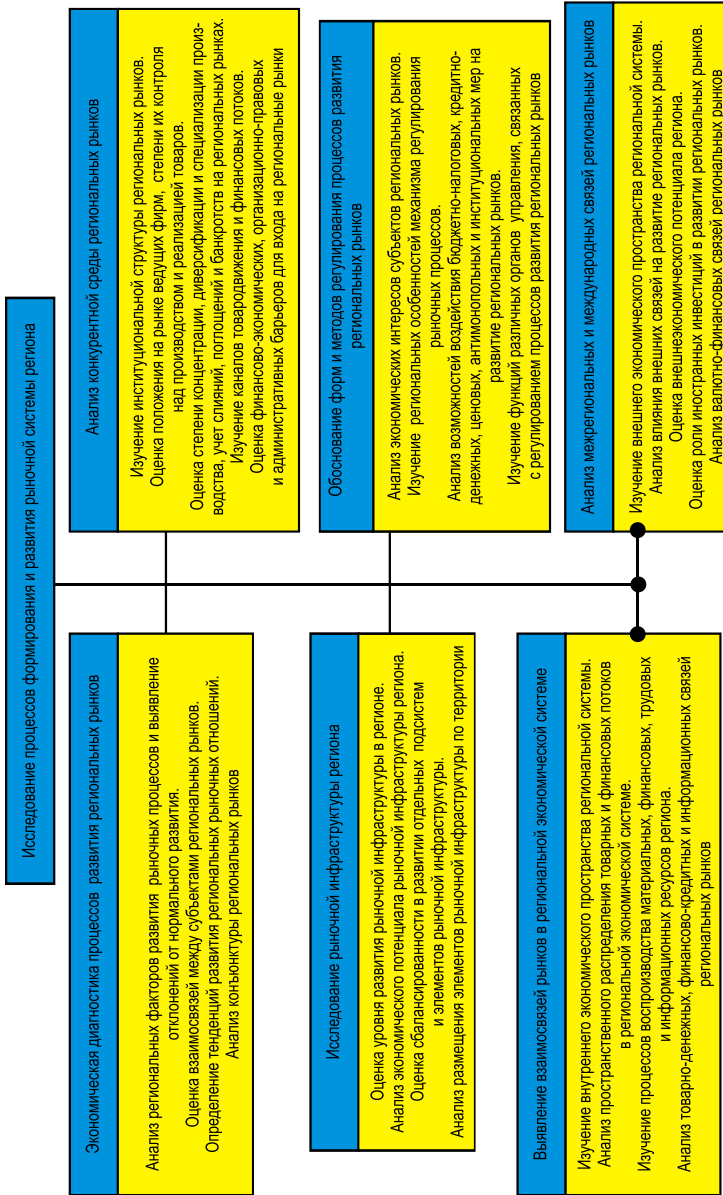 Исследование процессов формирования и развития рыночной системы региона
Экономическая диагностика процессов развития региональных рынков
Анализ региональных факторов развития рыночных процессов и выявление
отклонений от нормального развития.
Оценка взаимосвязей между субъектами региональных рынков.
Определение тенденций развития региональных рыночных отношений.
Анализ конъюнктуры региональных рынков
Анализ конкурентной среды региональных рынков
Изучение институциональной структуры региональных рынков.
Оценка положения на рынке ведущих фирм, степени их контроля
над производством и реализацией товаров.
Оценка степени концентрации, диверсификации и специализации произ-
водства, учет слияний, поглощений и банкротств на региональных рынках.
Изучение каналов товародвижения и финансовых потоков.
Оценка финансово-экономических, организационно-правовых
и административных барьеров для входа на региональные рынки
Исследование рыночной инфраструктуры региона
Оценка уровня развития рыночной инфраструктуры в регионе.
Анализ экономического потенциала рыночной инфраструктуры региона.
Оценка сбалансированности в развитии отдельных подсистем
и элементов рыночной инфраструктуры.
Анализ размещения элементов рыночной инфраструктуры по территории
Обоснование форм и методов регулирования процессов развития
региональных рынков
Анализ экономических интересов субъектов региональных рынков.
Изучение региональных особенностей механизма регулирования
рыночных процессов.
Анализ возможностей воздействия бюджетно-налоговых, кредитно-
денежных, ценовых, антимонопольных и институциональных мер на
развитие региональных рынков.
Изучение функций различных органов управления, связанных
с регулированием процессов развития региональных рынков
Выявление взаимосвязей рынков в региональной экономической системе
Изучение внутреннего экономического пространства региональной системы.
Анализ пространственного распределения товарных и финансовых потоков
в региональной экономической системе.
Изучение процессов воспроизводства материальных, финансовых, трудовых
и информационных ресурсов региона.
Анализ товарно-денежных, финансово-кредитных и информационных связей
региональных рынков
Анализ межрегиональных и международных связей региональных рынков
Изучение внешнего экономического пространства региональной системы.
Анализ влияния внешних связей на развитие региональных рынков.
Оценка внешнеэкономического потенциала региона.
Оценка роли иностранных инвестиций в развитии региональных рынков.
Анализ валютно-финансовых связей региональных рынков